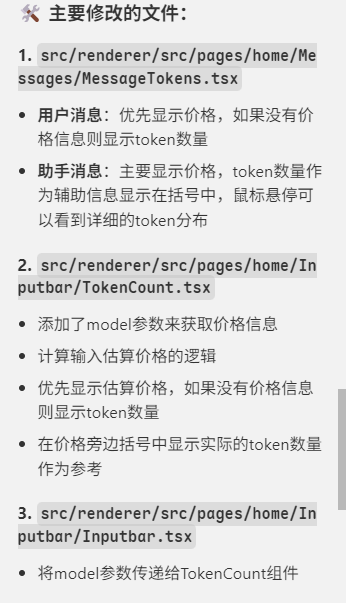 🛠️ 主要修改的文件：
1. src/renderer/src/pages/home/Me
ssages/MessageTokens.tsx
• 用户消息：优先显示价格，如果没有价
格信息则显示token数量
• 助手消息：主要显示价格，token数量作
为辅助信息显示在括号中，鼠标悬停可
以看到详细的token分布
2. src/renderer/src/pages/home/In
putbar/TokenCount.tsx
• 添加了model参数来获取价格信息
• 计算输入估算价格的逻辑
• 优先显示估算价格，如果没有价格信息
则显示token数量
• 在价格旁边括号中显示实际的token数量
作为参考
3. src/renderer/src/pages/home/In
putbar/Inputbar.tsx
• 将model参数传递给TokenCount组件